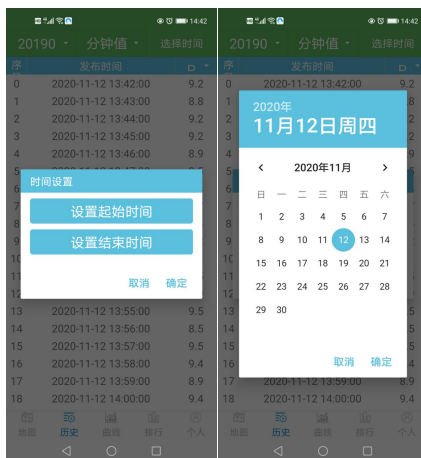 14:42
20190
分钟值
选择时间
序
发布时间
D
0 2020-11-12 13:42:00 9.2
1 2020-11-12 13:43:00 8.8
2 2020-11-12 13:44:00 9.2
3 2020-11-12 13:45:00 9.2
4 2020-11-12 13:46:00 8.9
5
6
时间设置
7
设置起始时间
8
9
设置结束时间
10
11
取消 确定
12
13 2020-11-12 13:55:00 9.5
14 2020-11-12 13:56:00 8.5
15 2020-11-12 13:57:00 9.5
16 2020-11-12 13:58:00 9.4
17 2020-11-12 13:59:00 8.9
18 2020-11-12 14:00:00 9.4
地图 历史 曲线 排行 个人
14:42
20190
分钟值
选择时间
序
发布时间
D
0 2020-11-12 13:42:00 9.2
2020年
11月12日周四
2020年11月
日 一 二 三 四 五 六
1 2 3 4 5 6 7
8 9 10 11 12 13 14
15 16 17 18 19 20 21
22 23 24 25 26 27 28
29 30
取消 确定
17 2020-11-12 13:59:00 8.9
18 2020-11-12 14:00:00 9.4
地图 历史 曲线 排行 个人